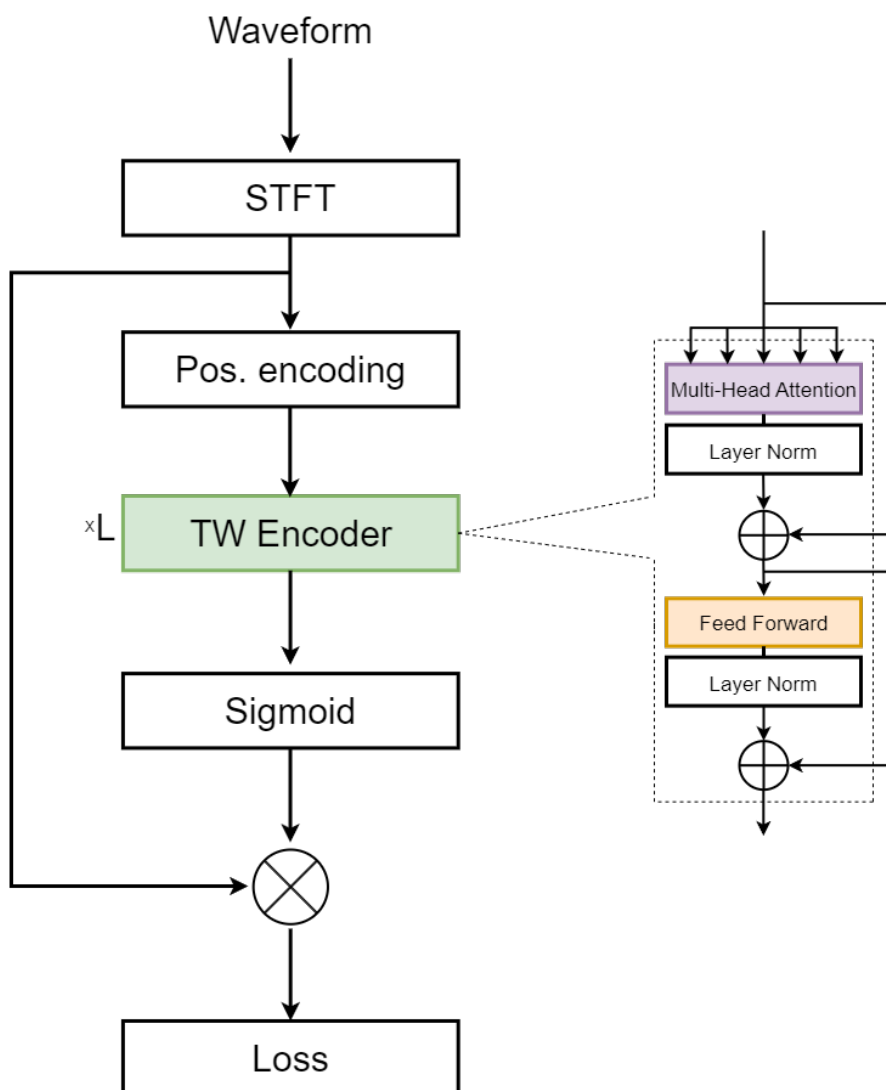 Waveform
STFT
Pos. encoding
xL
TW Encoder
Sigmoid
Loss
Multi-Head Attention
Layer Norm
Feed Forward
Layer Norm